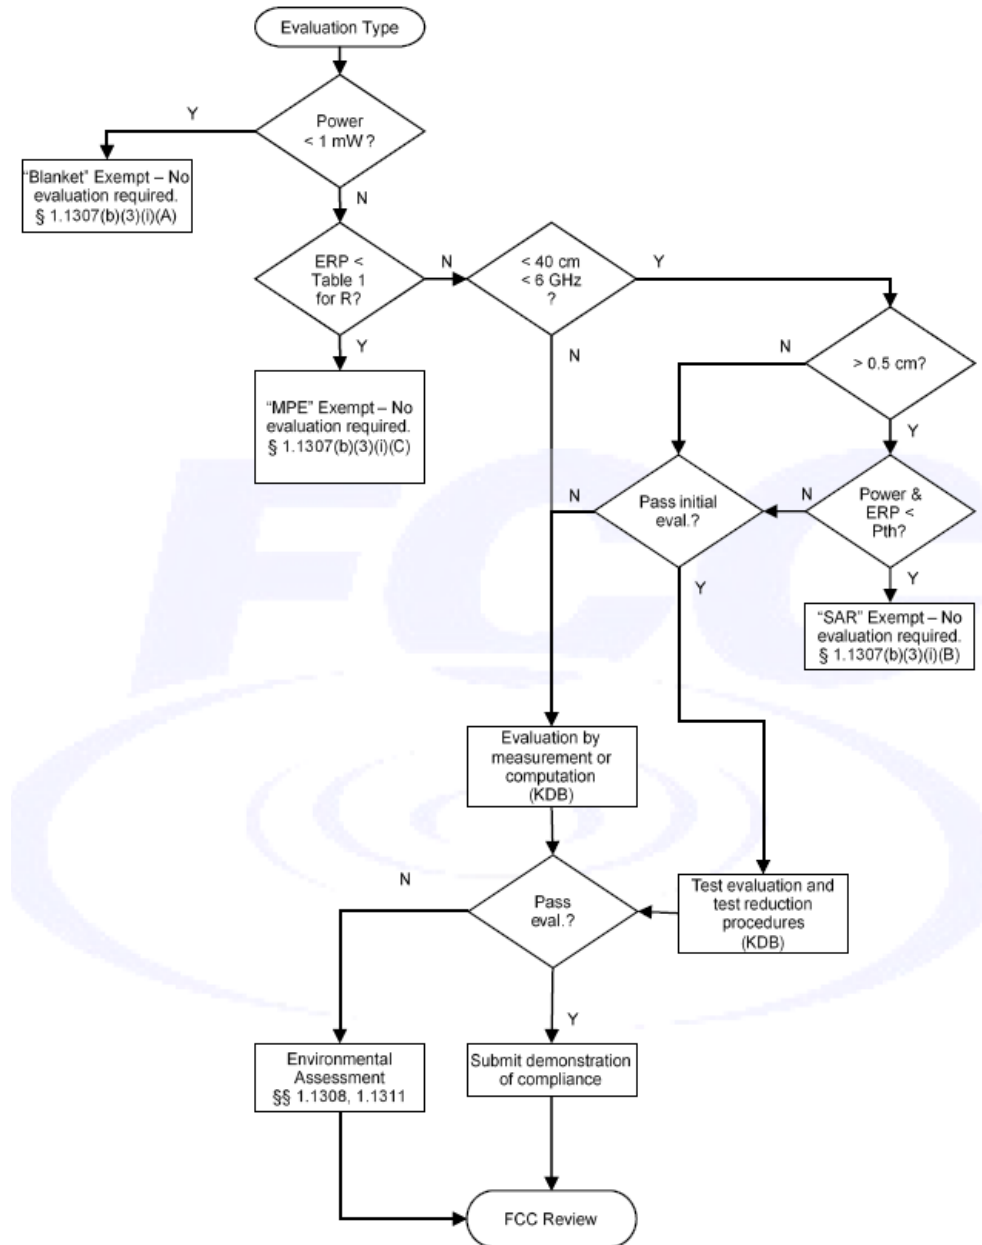 Evaluation Type
Y
Power
< 1 mW?
"Blanket" Exempt – No
evaluation required.
§ 1.1307(b)(3)(i)(A)
N
ERP <
Table 1
for R?
N
< 40 cm
< 6 GHz
?
Y
Y
N
N
> 0.5 cm?
"MPE" Exempt – No
evaluation required.
§ 1.1307(b)(3)(i)(C)
Y
N
Pass initial
eval.?
N
Power &
ERP <
Pth?
Y
Y
"SAR" Exempt – No
evaluation required.
§ 1.1307(b)(3)(i)(B)
FCC
Evaluation by
measurement or
computation
(KDB)
N
Pass
eval.?
Test evaluation and
test reduction
procedures
(KDB)
Y
Environmental
Assessment
§§ 1.1308, 1.1311
Submit demonstration
of compliance
FCC Review